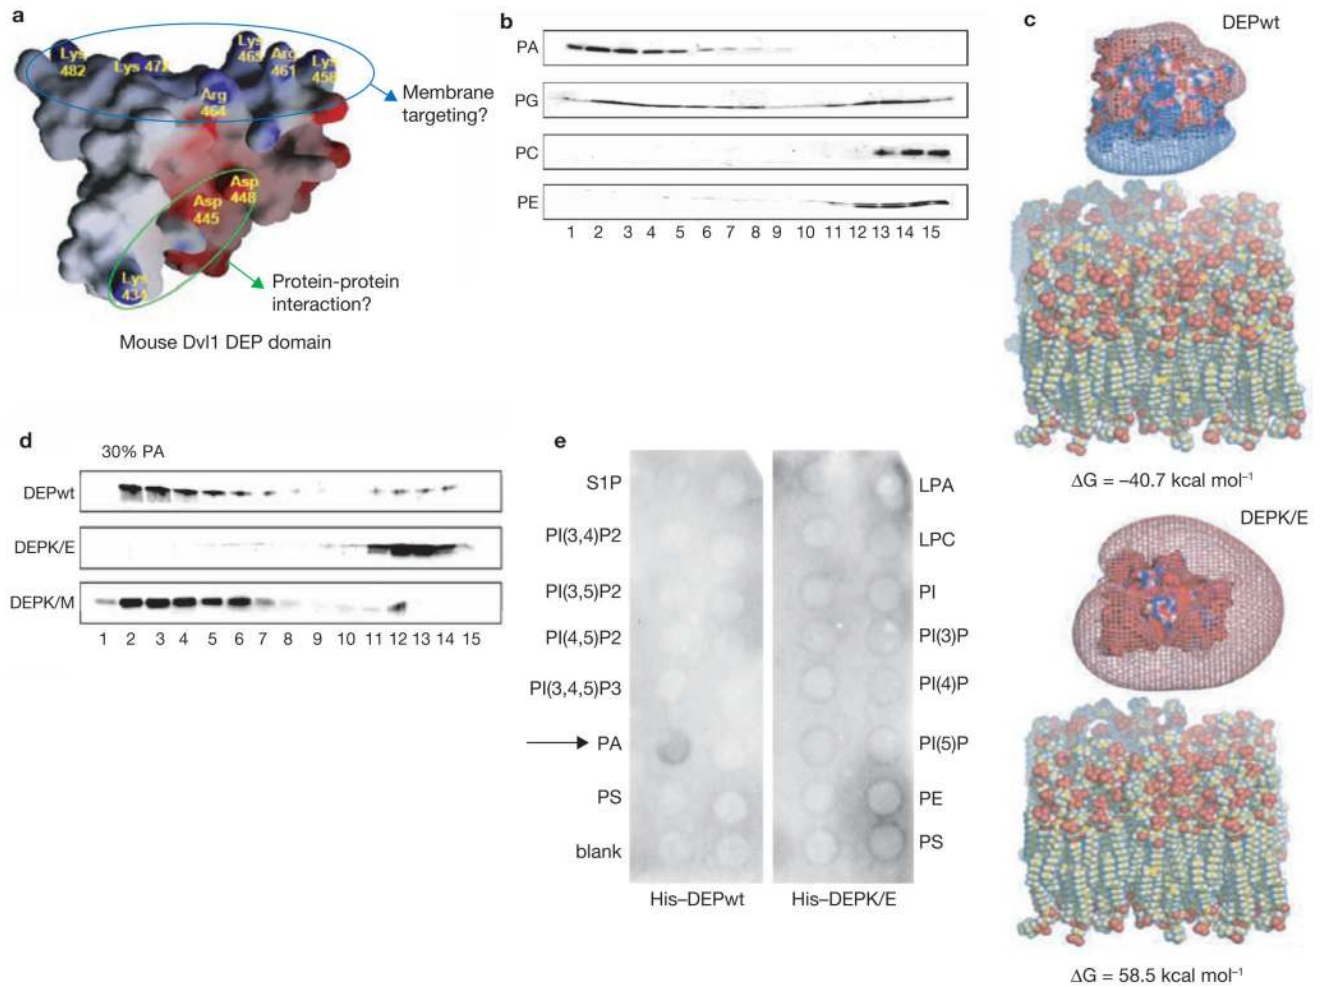 a
Lys
482
Lys 472
Lys
465
Arg
461
Lys
458
Arg
464
Membrane
targeting?
Asp
448
Asp
445
Lys
434
Protein-protein
interaction?
Mouse Dvl1 DEP domain
b
PA
PG
PC
PE
1 2 3 4 5 6 7 8 9 10 11 12 13 14 15
c
DEPwt
ΔG = –40.7 kcal mol⁻¹
DEPK/E
ΔG = 58.5 kcal mol⁻¹
d
30% PA
DEPwt
DEPK/E
DEPK/M
1 2 3 4 5 6 7 8 9 10 11 12 13 14 15
e
S1P
PI(3,4)P2
PI(3,5)P2
PI(4,5)P2
PI(3,4,5)P3
PA
PS
blank
LPA
LPC
PI
PI(3)P
PI(4)P
PI(5)P
PE
PS
His–DEPwt
His–DEPK/E